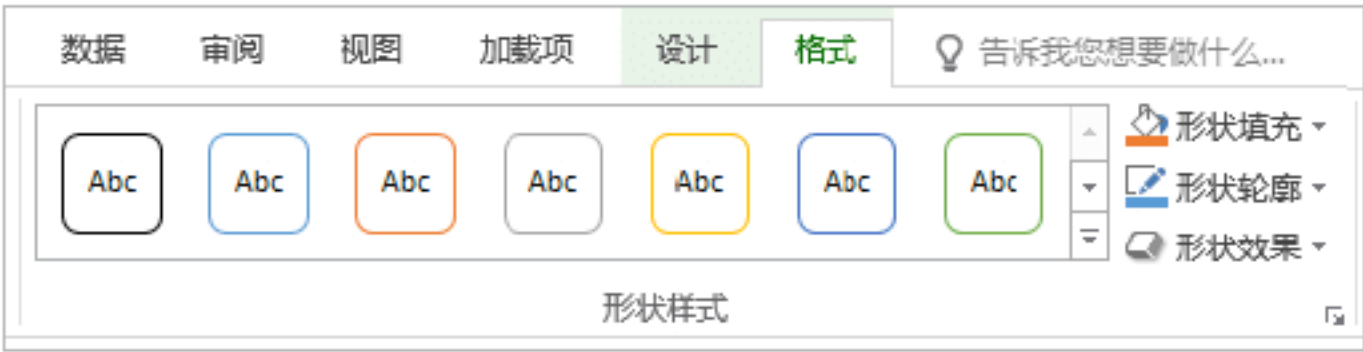 数据 审阅 视图 加载项 设计 格式 告诉我您想要做什么...
Abc Abc Abc Abc Abc Abc Abc
形状填充
形状轮廓
形状效果
形状样式